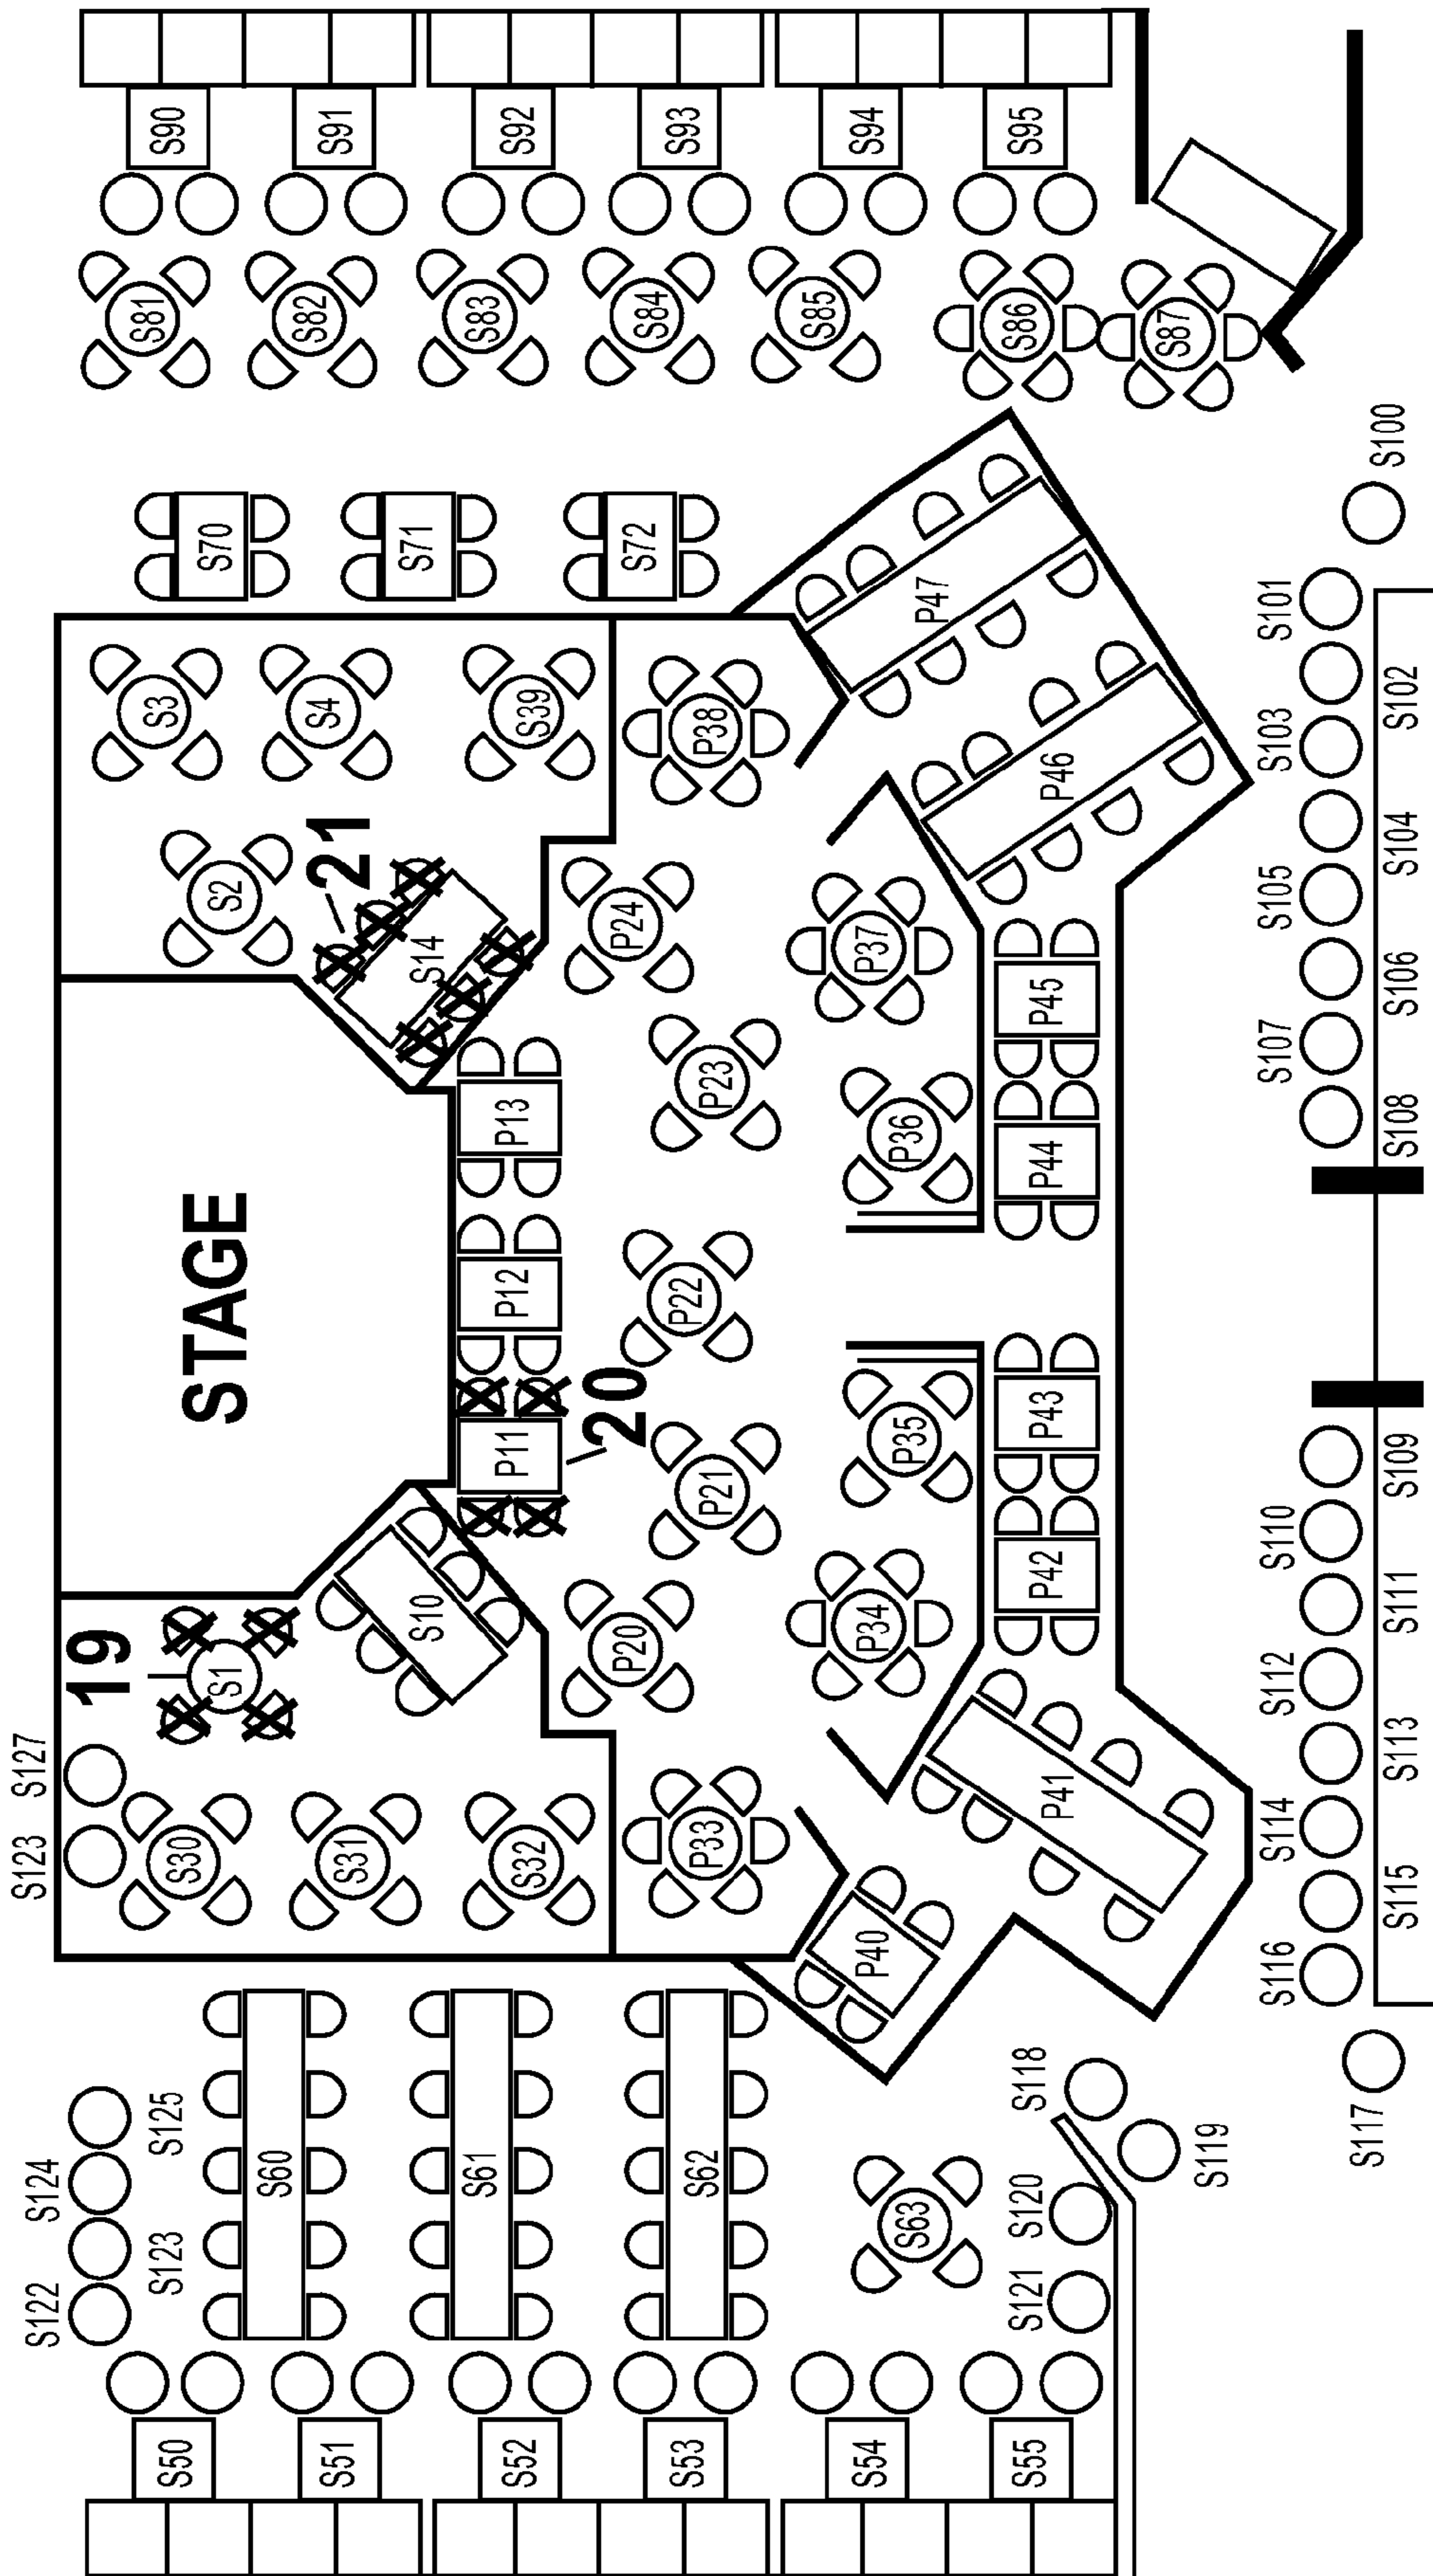 S122
S124
S123
S127
19
S50
S123
S125
S30
S3
S81
S90
S60
S1
STAGE
S2
S70
S51
S31
S10
21
S4
S82
S91
S61
S14
S71
S52
S32
P11
P12
P13
S39
S83
S92
20
P20
P24
S72
S84
S53
S62
P33
P21
P22
P23
P38
S93
S54
P40
P34
P37
S85
S94
S63
P35
P36
P47
S55
S121
S120
S118
P41
P42
P43
P44
P45
P46
S86
S95
S87
S119
S116
S114
S112
S110
S107
S105
S103
S101
S117
S115
S113
S111
S109
S108
S106
S104
S102
S100